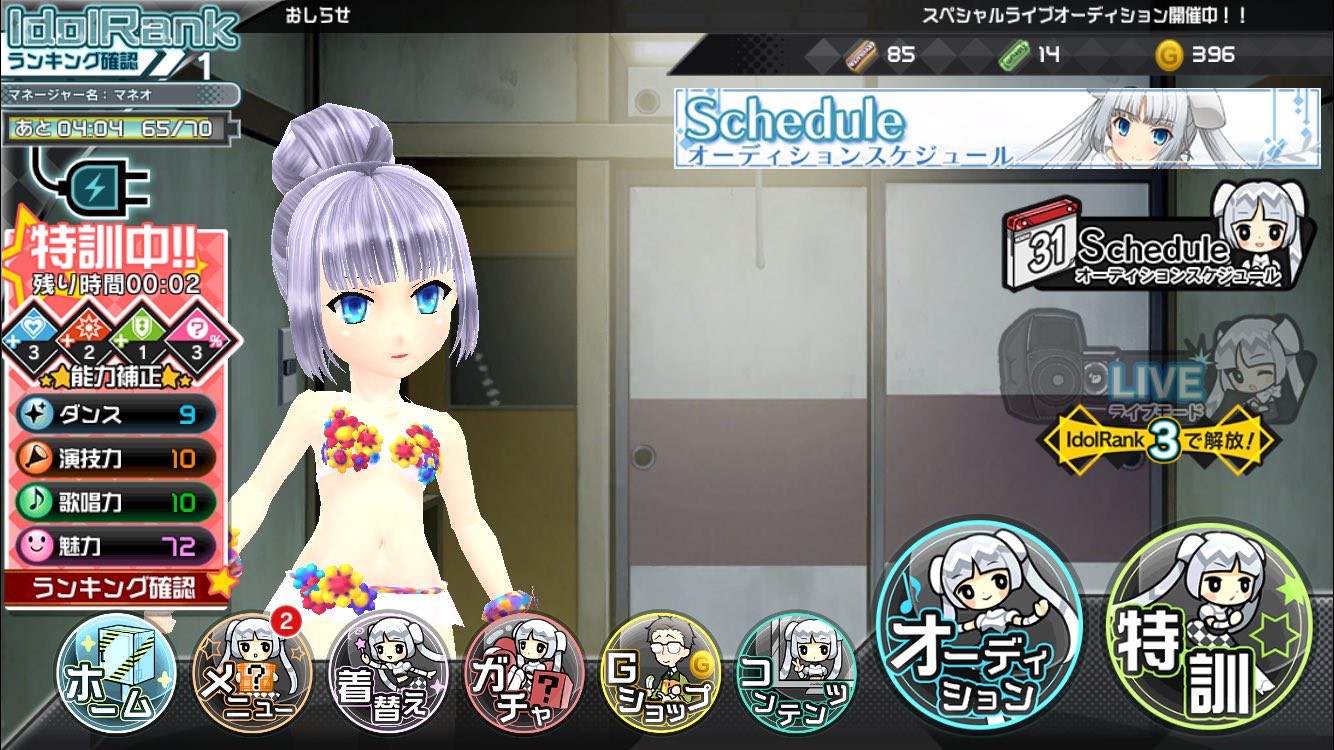 IdolRank
ランキング確認 1
マネージャー名：マネオ
あと04:04 65/70
おしらせ
スペシャルライブオーディション開催中！！
85
14
G 396
Schedule
オーディションスケジュール
31 Schedule
オーディションスケジュール
LIVE
ライブモード
IdolRank 3で解放！
特訓中!!
残り時間00:02
+3
+2
+1
? % 3
能力補正
ダンス 9
演技力 10
歌唱力 10
魅力 72
ランキング確認
ホーム
2
?
メニュー
着替え
?
ガチャ
G
Gショップ
コンテンツ
オーディション
特訓